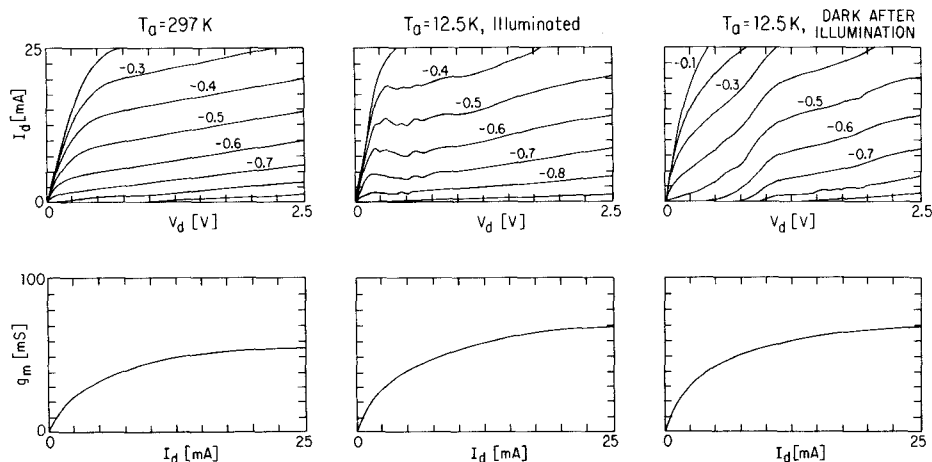 Ta=297K
Ta=12.5K, Illuminated
Ta=12.5K, DARK AFTER ILLUMINATION
25
-0.3
-0.4
-0.5
-0.6
-0.7
Id [mA]
0
0
Vd [V]
2.5
-0.4
-0.5
-0.6
-0.7
-0.8
0
Vd [V]
2.5
-0.1
-0.3
-0.5
-0.6
-0.7
0
Vd [V]
2.5
100
gm [mS]
0
0
Id [mA]
25
0
Id [mA]
25
0
Id [mA]
25